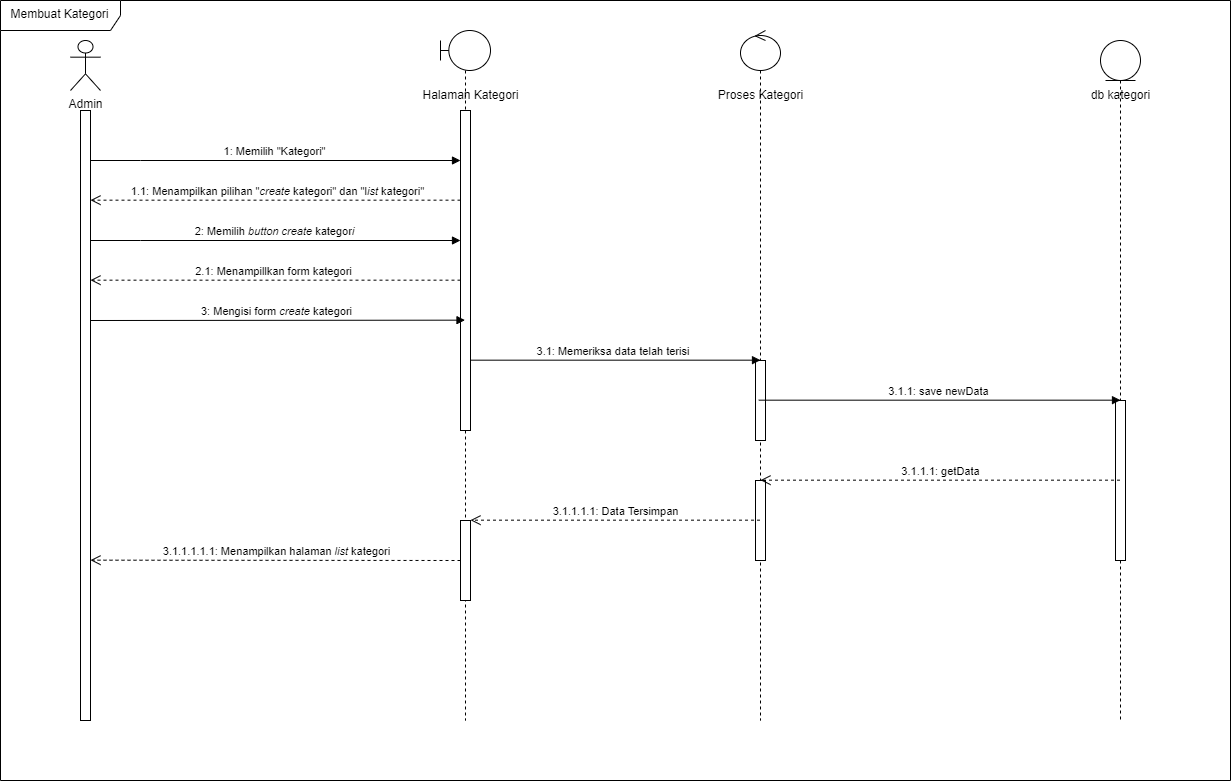 Membuat Kategori
Admin
Halaman Kategori
Proses Kategori
db kategori
1: Memilih "Kategori"
1.1: Menampilkan pilihan "create kategori" dan "list kategori"
2: Memilih button create kategori
2.1: Menampillkan form kategori
3: Mengisi form create kategori
3.1: Memeriksa data telah terisi
3.1.1: save newData
3.1.1.1: getData
3.1.1.1.1: Data Tersimpan
3.1.1.1.1.1: Menampilkan halaman list kategori